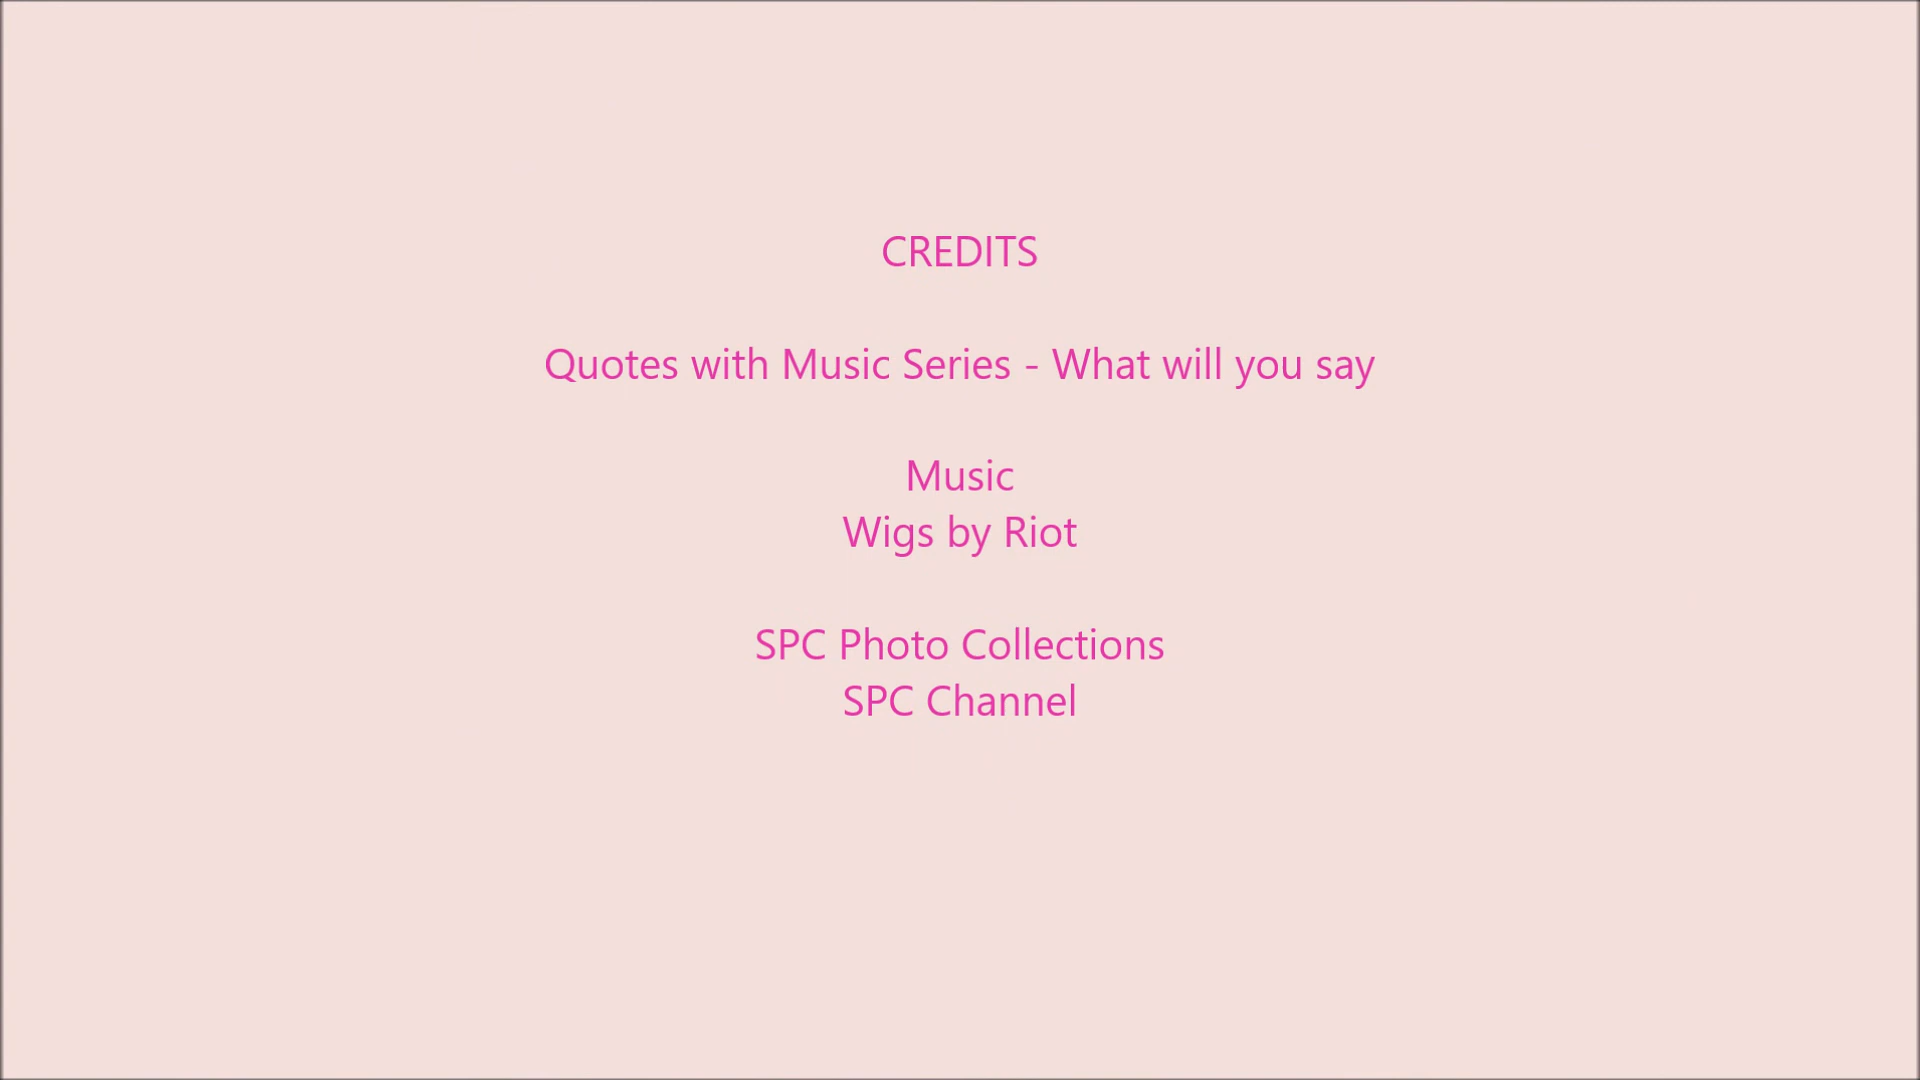 CREDITS
Quotes with Music Series - What will you say
Music
Wigs by Riot
SPC Photo Collections
SPC Channel